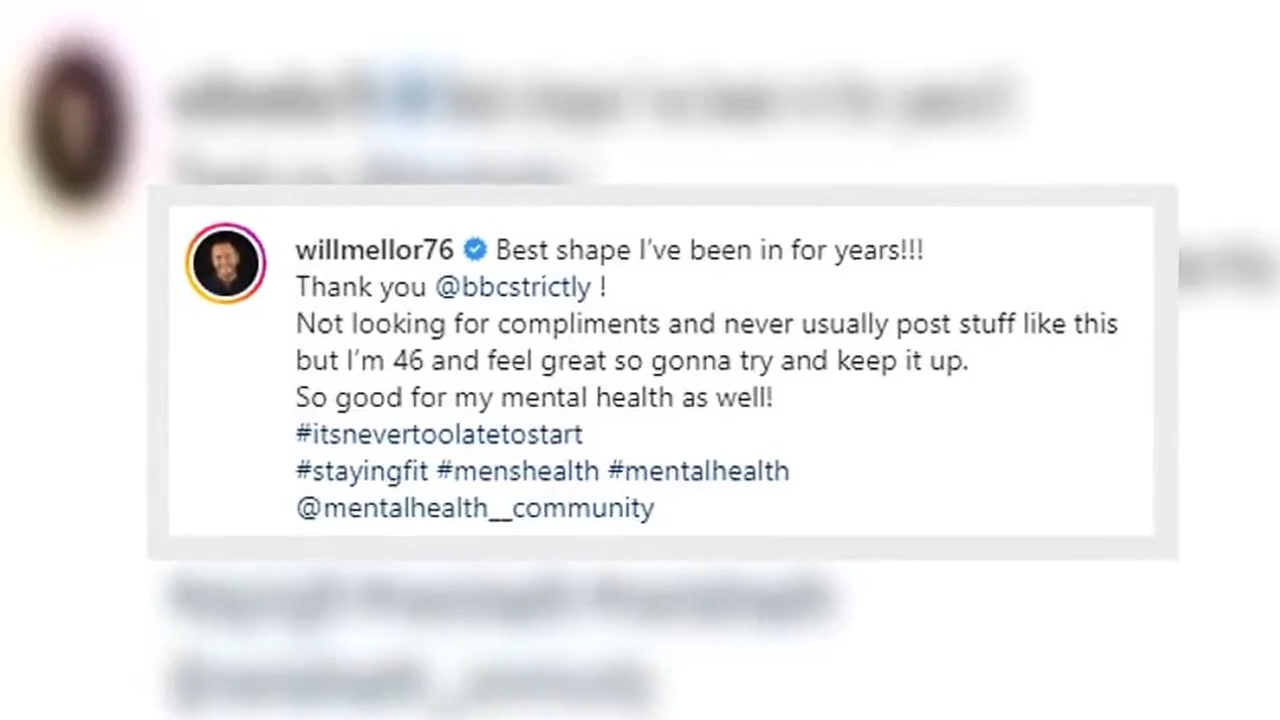 willmellor76 Best shape I've been in for years!!!
Thank you @bbcstrictly !
Not looking for compliments and never usually post stuff like this
but I'm 46 and feel great so gonna try and keep it up.
So good for my mental health as well!
#itsnevertoolatetostart
#stayingfit #menshealth #mentalhealth
@mentalhealth__community